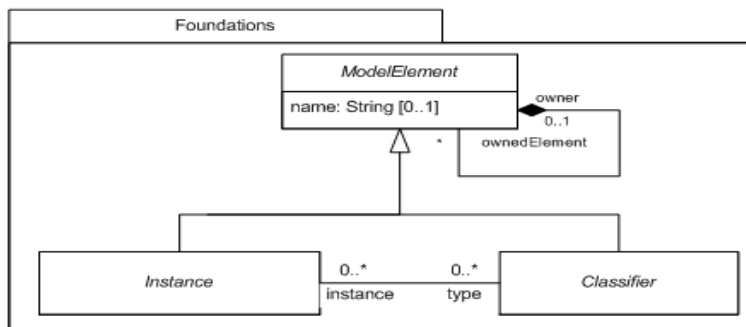 Foundations
ModelElement
name: String [0..1]
owner
0..1
*
ownedElement
Instance
0..*
0..*
instance
type
Classifier